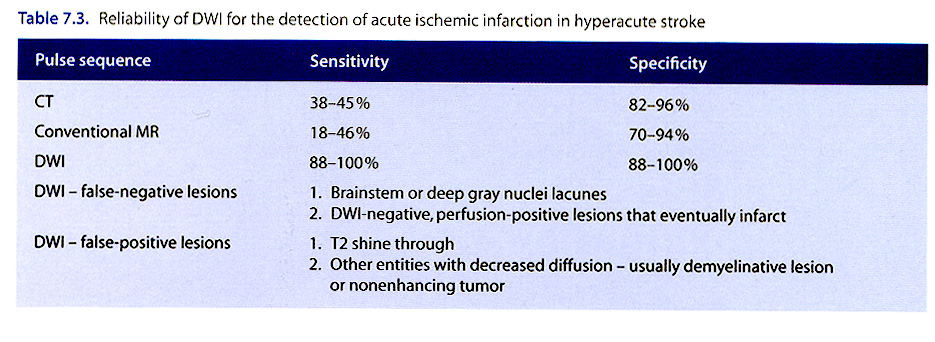 Table 7.3. Reliability of DWI for the detection of acute ischemic infarction in hyperacute stroke
Pulse sequence Sensitivity Specificity
CT 38–45% 82–96%
Conventional MR 18–46% 70–94%
DWI 88–100% 88–100%
DWI – false-negative lesions 1. Brainstem or deep gray nuclei lacunes
2. DWI-negative, perfusion-positive lesions that eventually infarct
DWI – false-positive lesions 1. T2 shine through
2. Other entities with decreased diffusion – usually demyelinative lesion
or nonenhancing tumor